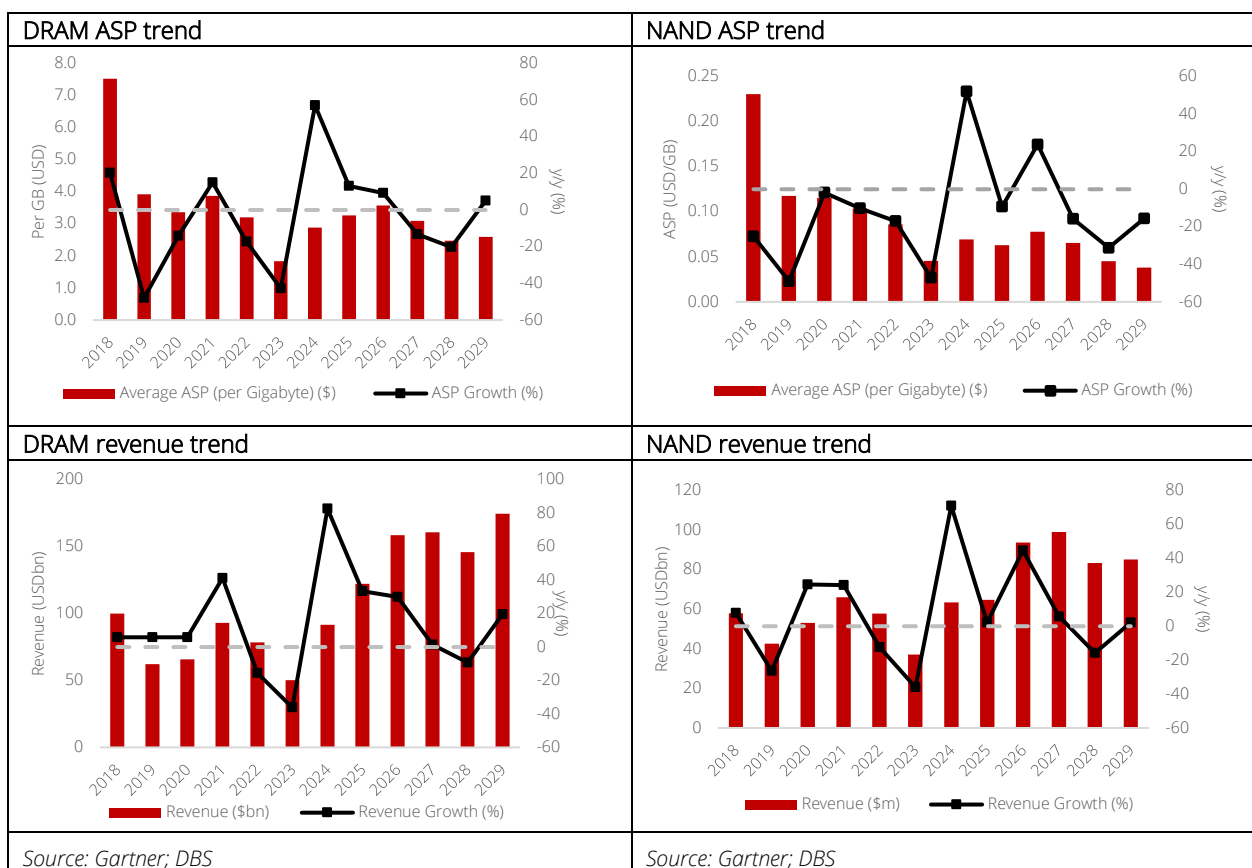 DRAM ASP trend
Per GB (USD)
8.0
7.0
6.0
5.0
4.0
3.0
2.0
1.0
0.0
80
60
40
20
0
-20
-40
-60
y/y (%)
2018 2019 2020 2021 2022 2023 2024 2025 2026 2027 2028 2029
Average ASP (per Gigabyte) ($) ASP Growth (%)
NAND ASP trend
ASP (USD/GB)
0.25
0.20
0.15
0.10
0.05
0.00
60
40
20
0
-20
-40
-60
y/y (%)
2018 2019 2020 2021 2022 2023 2024 2025 2026 2027 2028 2029
Average ASP (per Gigabyte) ($) ASP Growth (%)
DRAM revenue trend
Revenue (USDbn)
200
150
100
50
0
100
80
60
40
20
0
-20
-40
-60
y/y (%)
2018 2019 2020 2021 2022 2023 2024 2025 2026 2027 2028 2029
Revenue ($bn) Revenue Growth (%)
Source: Gartner; DBS
NAND revenue trend
Revenue (USDbn)
120
100
80
60
40
20
0
80
60
40
20
0
-20
-40
-60
y/y (%)
2018 2019 2020 2021 2022 2023 2024 2025 2026 2027 2028 2029
Revenue ($m) Revenue Growth (%)
Source: Gartner; DBS